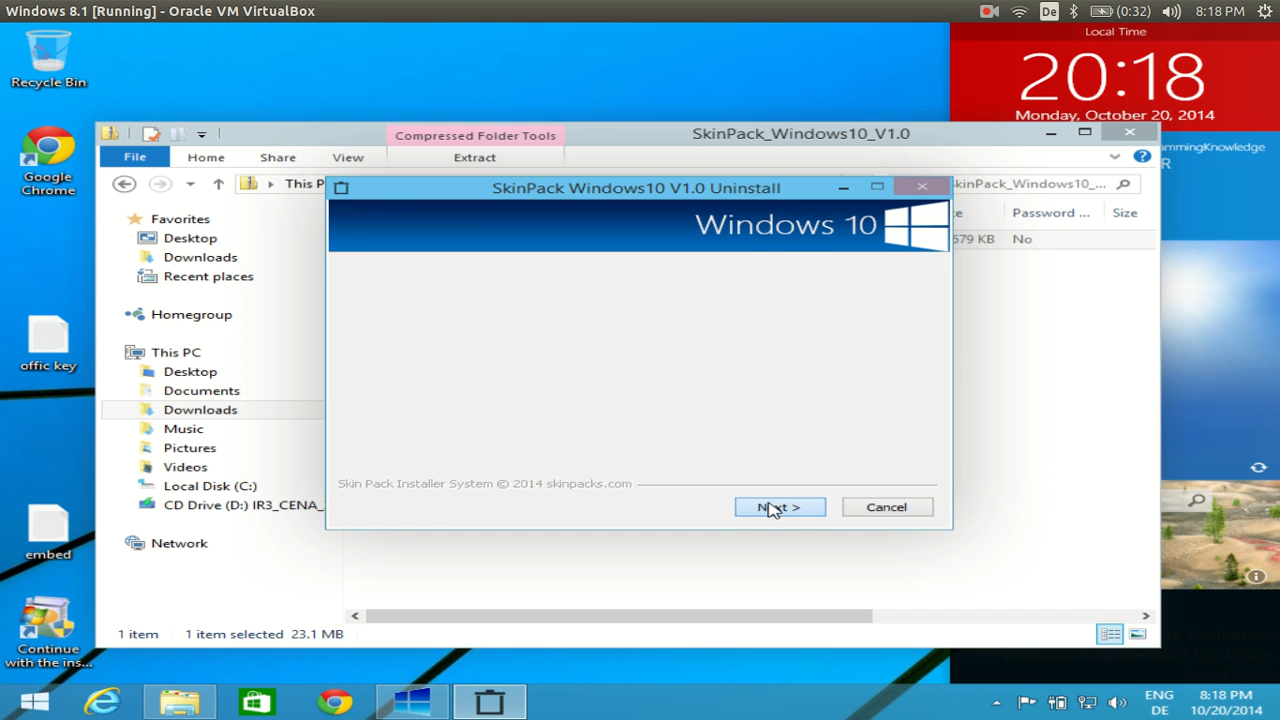 Windows 8.1 [Running] - Oracle VM VirtualBox
De
(0:32)
8:18 PM
Recycle Bin
Google
Chrome
offic key
embed
Continue
with the ins...
Local Time
20:18
Monday, October 20, 2014
ammingKnowledge
R
Compressed Folder Tools
SkinPack_Windows10_V1.0
File
Home
Share
View
Extract
This P
SkinPack_Windows10_...
Password ...
Size
579 KB
No
Favorites
Desktop
Downloads
Recent places
Homegroup
This PC
Desktop
Documents
Downloads
Music
Pictures
Videos
Local Disk (C:)
CD Drive (D:) IR3_CENA_
Network
SkinPack Windows10 V1.0 Uninstall
Windows 10
Skin Pack Installer System © 2014 skinpacks.com
Next >
Cancel
1 item
1 item selected 23.1 MB
ENG
DE
8:18 PM
10/20/2014